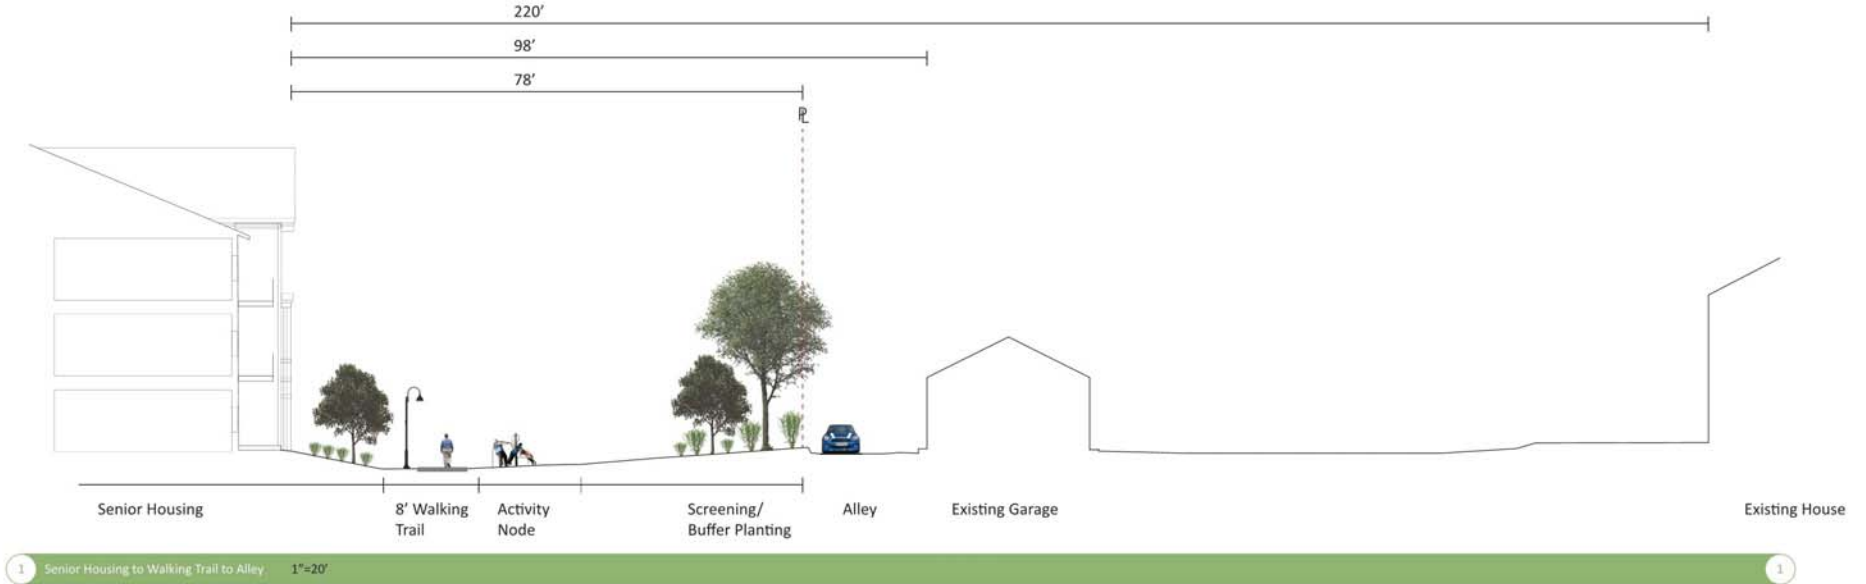 220’
98’
78’
PL
Senior Housing
8’ Walking
Trail
Activity
Node
Screening/
Buffer Planting
Alley
Existing Garage
Existing House
1 Senior Housing to Walking Trail to Alley 1”=20’ 1